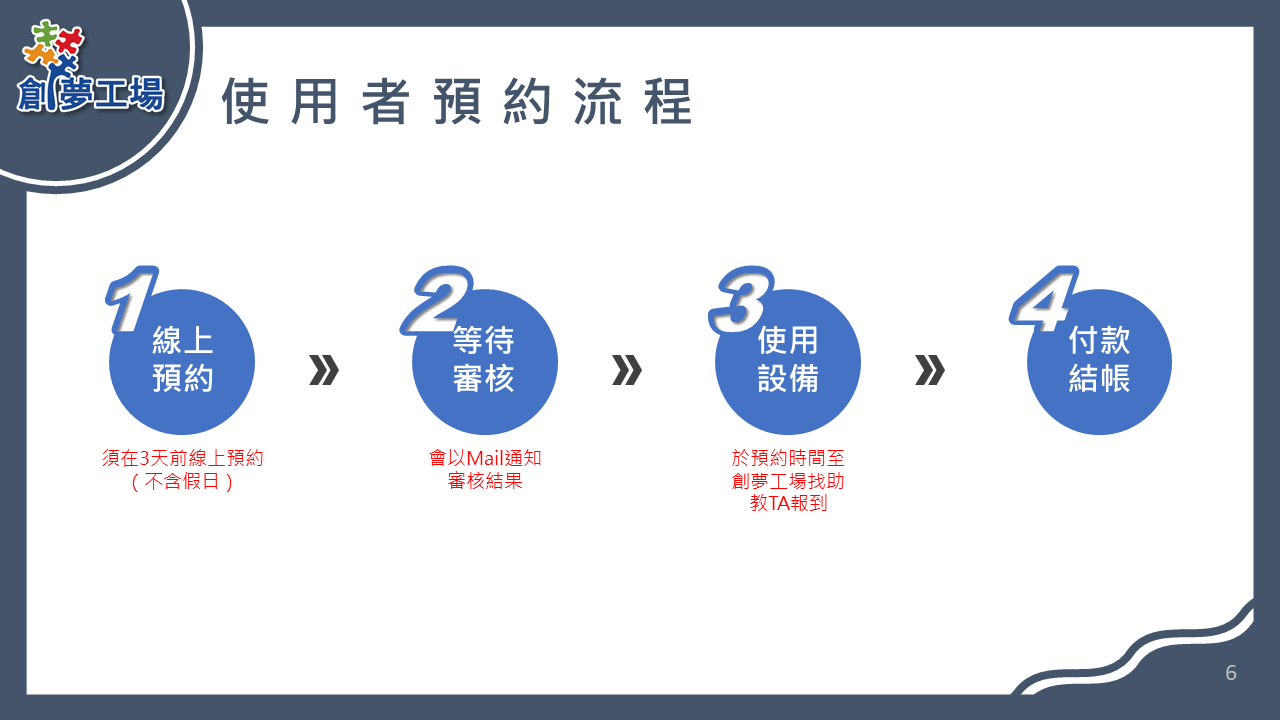 創夢工場
使用者預約流程
1
線上
預約
須在3天前線上預約
（不含假日）
2
等待
審核
會以Mail通知
審核結果
3
使用
設備
於預約時間至
創夢工場找助
教TA報到
4
付款
結帳
6